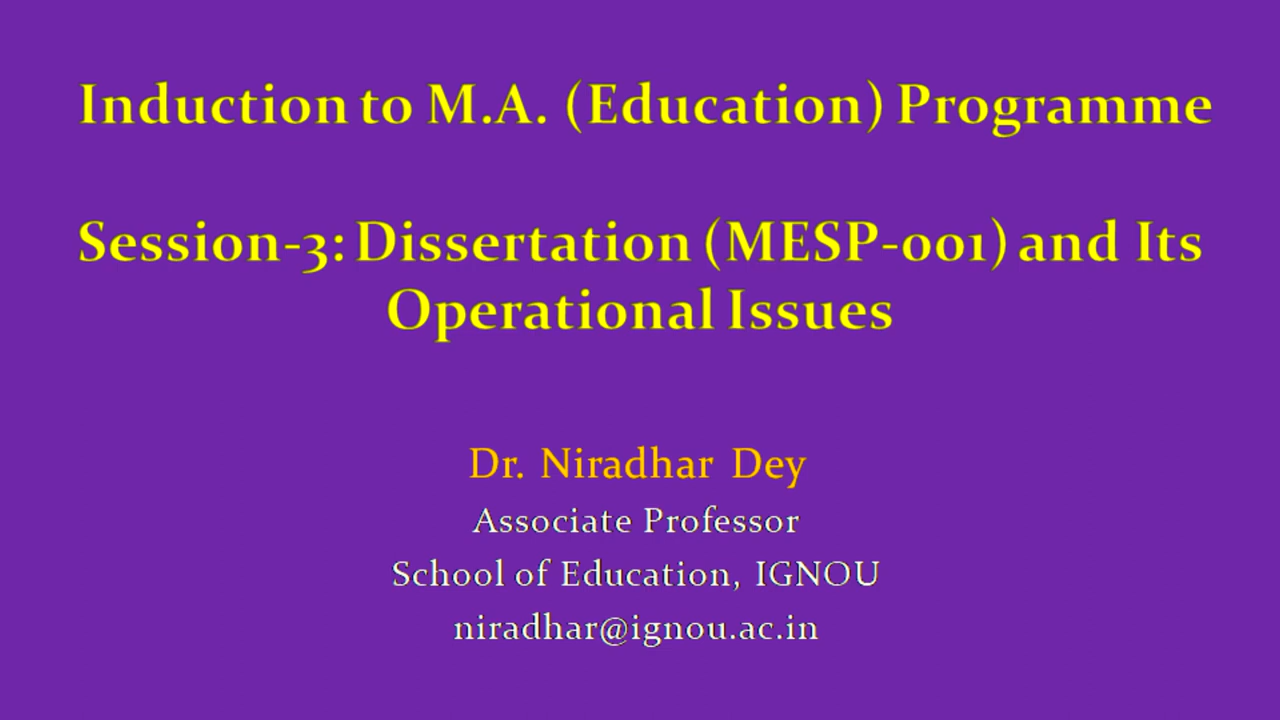 Induction to M.A. (Education) Programme
Session-3: Dissertation (MESP-001) and Its
Operational Issues
Dr. Niradhar Dey
Associate Professor
School of Education, IGNOU
niradhar@ignou.ac.in